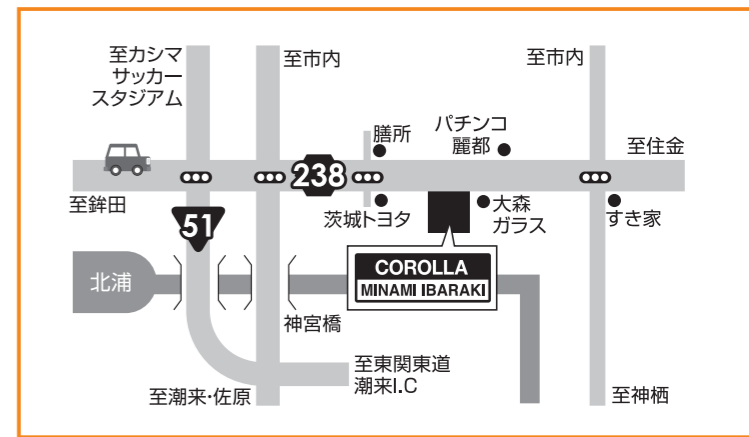 至カシマ
サッカー
スタジアム
至市内
至市内
膳所
パチンコ
麗都
至住金
238
至鉾田
51
茨城トヨタ
大森
ガラス
すき家
北浦
COROLLA
MINAMI IBARAKI
神宮橋
至東関東道
潮来I.C
至潮来・佐原
至神栖